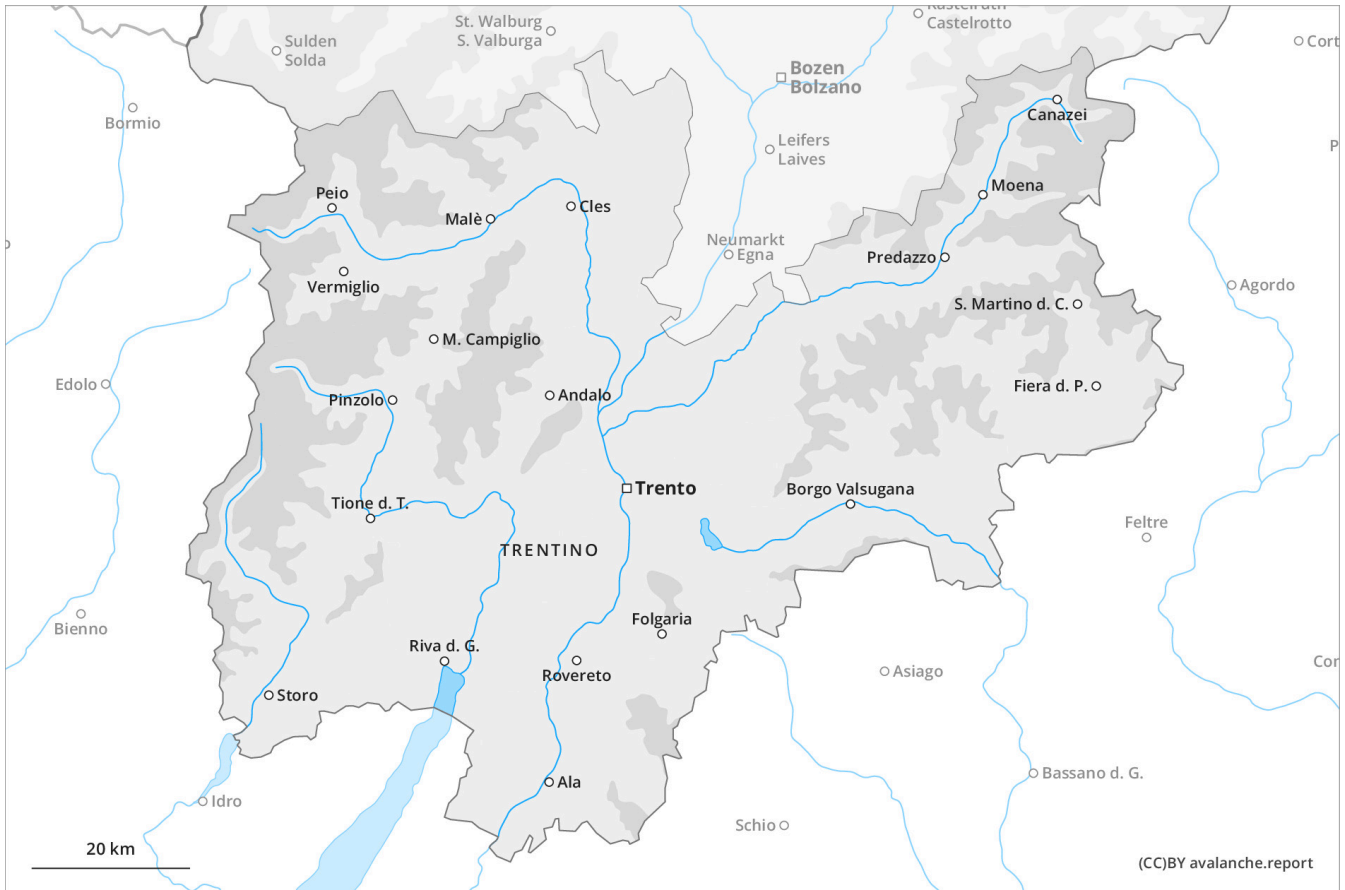 St. Walburg
S. Valburga
Castelrotto
Sulden
Solda
Cort
Bozen
Bolzano
Bormio
Canazei
Leifers
Laives
P
Moena
Peio
Malè
Cles
Neumarkt
Egna
Predazzo
Vermiglio
Agordo
S. Martino d. C.
M. Campiglio
Edolo
Fiera d. P.
Andalo
Pinzolo
Trento
Borgo Valsugana
Tione d. T.
Feltre
TRENTINO
Folgaria
Bienno
Riva d. G.
Rovereto
Asiago
Cor
Storo
Bassano d. G.
Ala
Idro
Schio
20 km
(CC)BY avalanche.report